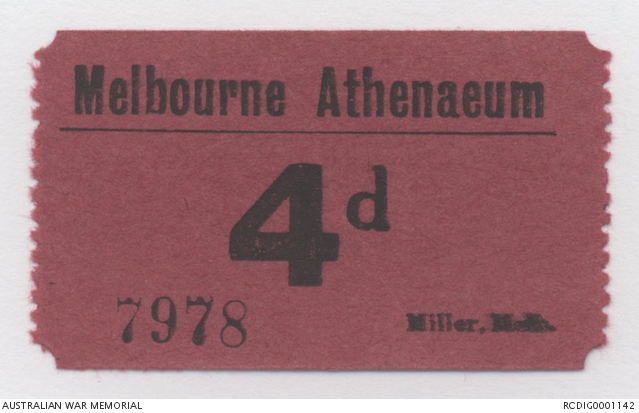 Melbourne Athenaeum
4d
7978
Miller, Melb.
AUSTRALIAN WAR MEMORIAL
RCDIG0001142